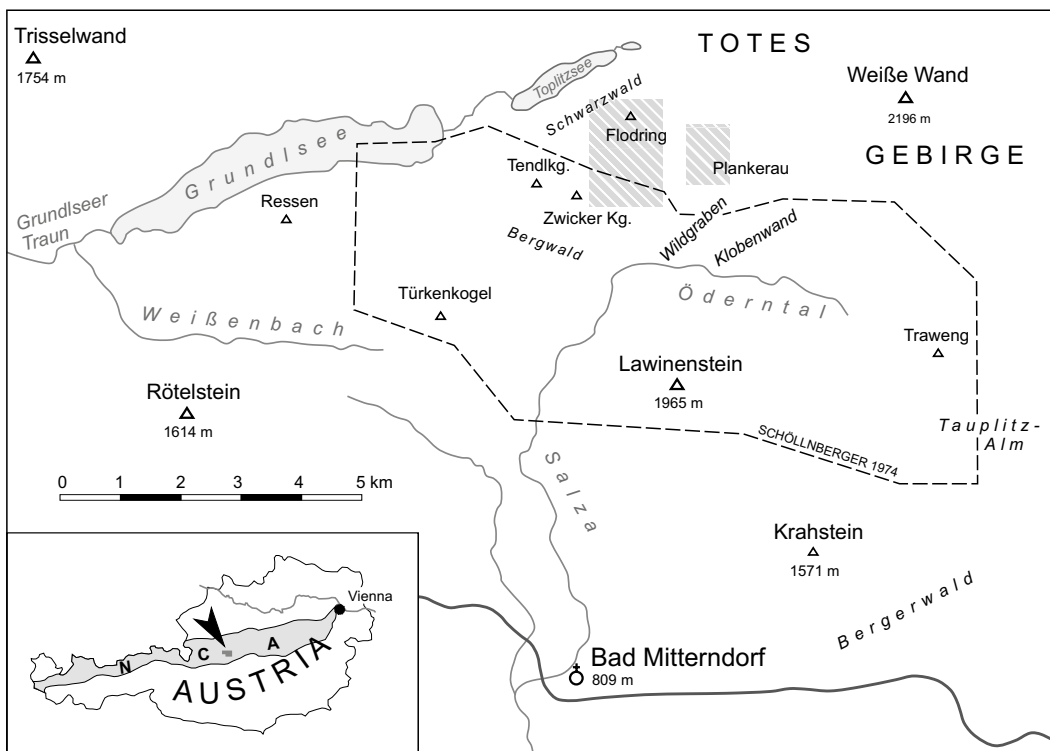 Trisselwand
1754 m
TOTES
Toplitzsee
Weiße Wand
2196 m
Schwarzwald
Flodring
GEBIRGE
Grundlsee
Tendlkg.
Plankerau
Ressen
Zwicker Kg.
Grundlseer
Traun
Bergwald
Wildgraben
Klobenwand
Öderntal
Türkenkogel
Weißenbach
Traweng
Lawinenstein
1965 m
Rötelstein
1614 m
Tauplitz-
Alm
SCHÖLLNBERGER 1974
Salza
0 1 2 3 4 5 km
Krahstein
1571 m
Bergerwald
Vienna
N C A
AUSTRIA
Bad Mitterndorf
809 m